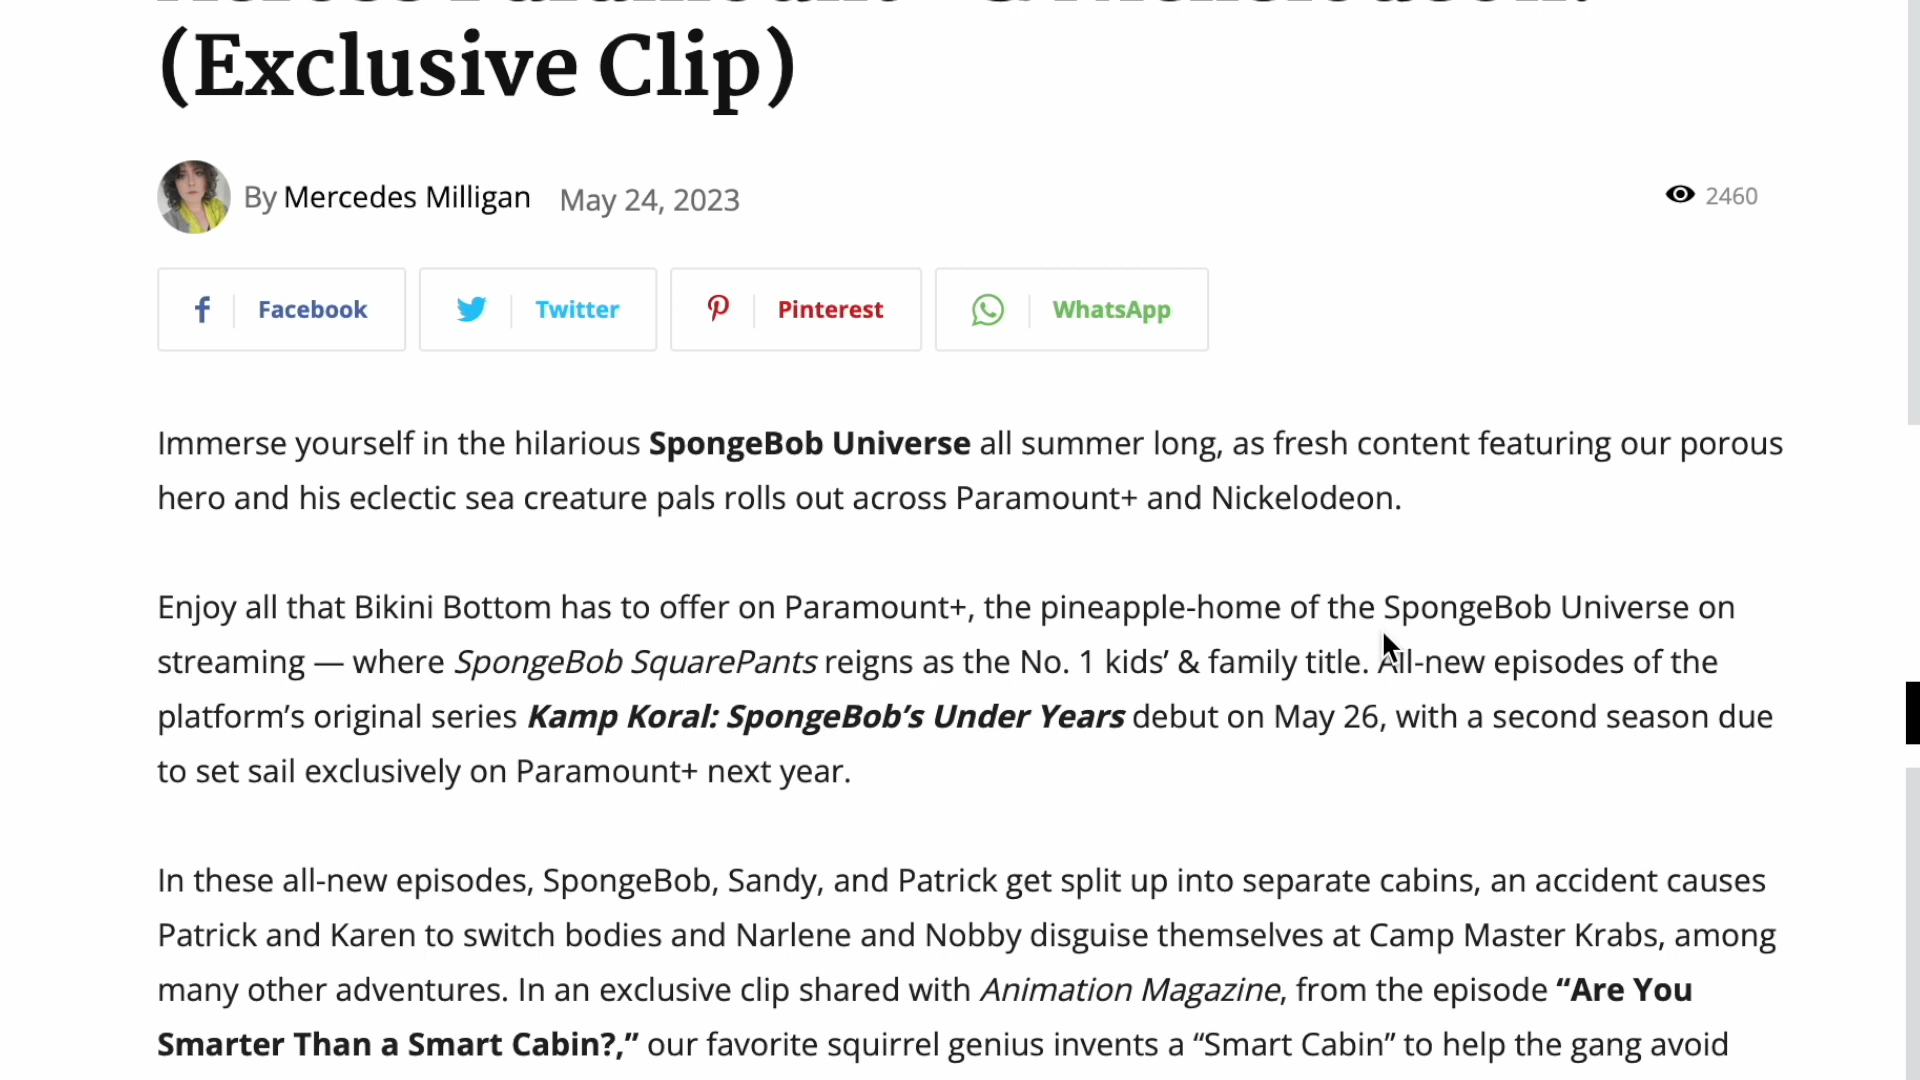 (Exclusive Clip)
By Mercedes Milligan May 24, 2023 2460
Facebook Twitter Pinterest WhatsApp
Immerse yourself in the hilarious SpongeBob Universe all summer long, as fresh content featuring our porous
hero and his eclectic sea creature pals rolls out across Paramount+ and Nickelodeon.
Enjoy all that Bikini Bottom has to offer on Paramount+, the pineapple-home of the SpongeBob Universe on
streaming — where SpongeBob SquarePants reigns as the No. 1 kids’ & family title. All-new episodes of the
platform’s original series Kamp Koral: SpongeBob’s Under Years debut on May 26, with a second season due
to set sail exclusively on Paramount+ next year.
In these all-new episodes, SpongeBob, Sandy, and Patrick get split up into separate cabins, an accident causes
Patrick and Karen to switch bodies and Narlene and Nobby disguise themselves at Camp Master Krabs, among
many other adventures. In an exclusive clip shared with Animation Magazine, from the episode “Are You
Smarter Than a Smart Cabin?,” our favorite squirrel genius invents a “Smart Cabin” to help the gang avoid